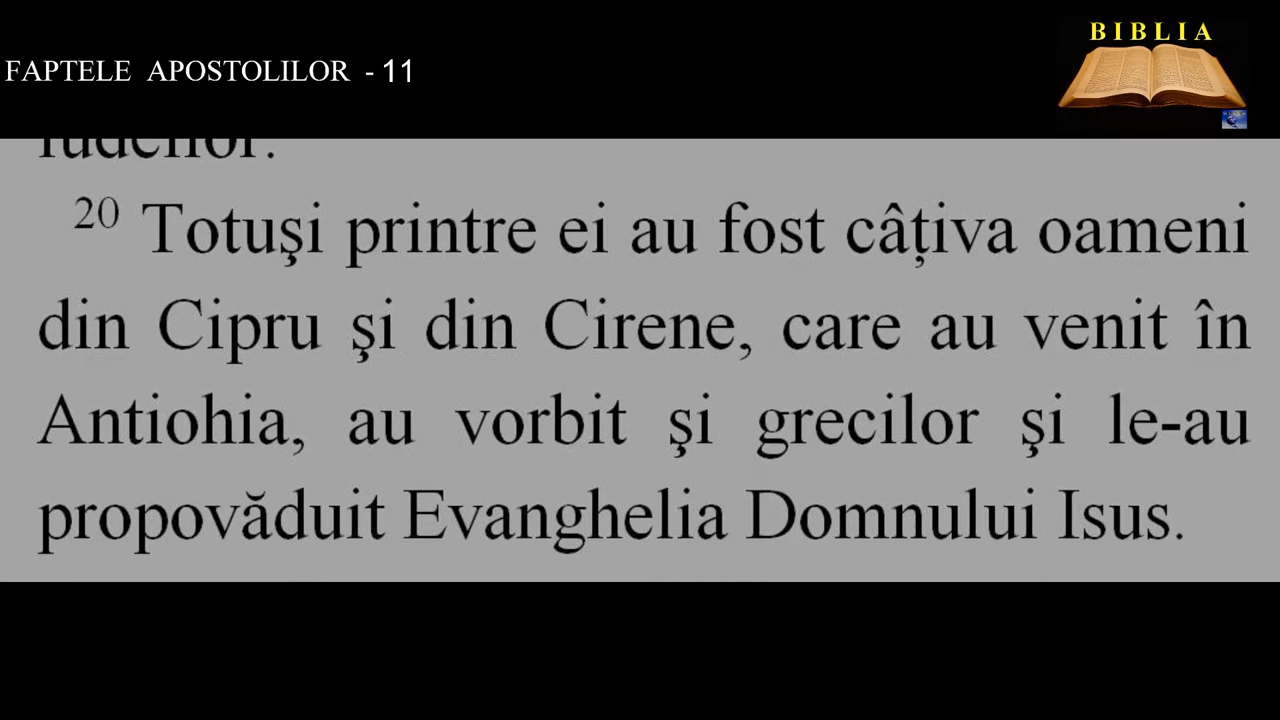 BIBLIA
FAPTELE APOSTOLILOR - 11
20 Totuşi printre ei au fost câţiva oameni
din Cipru şi din Cirene, care au venit în
Antiohia, au vorbit şi grecilor şi le-au
propovăduit Evanghelia Domnului Isus.